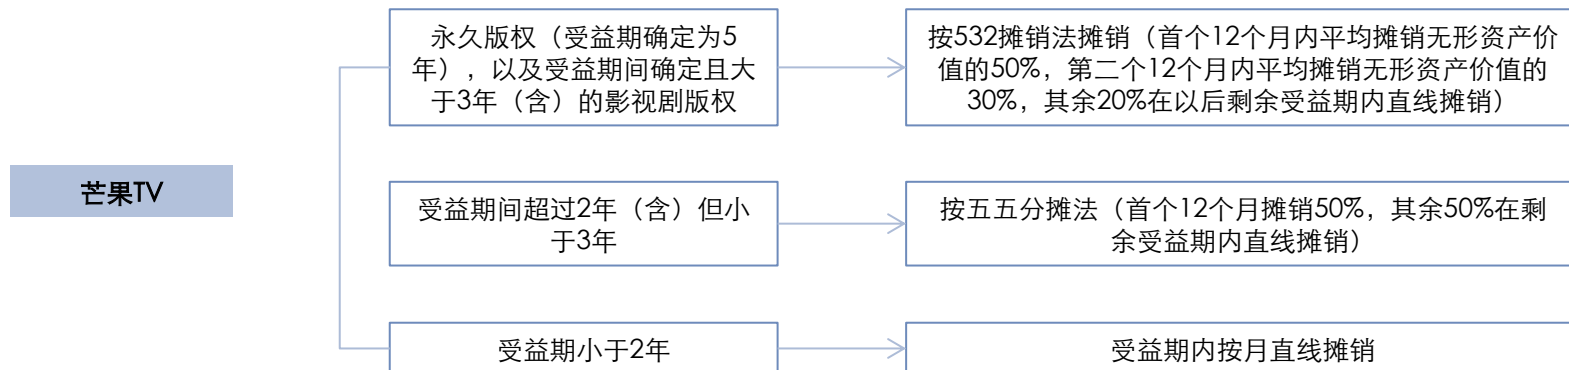 永久版权（受益期确定为5
年），以及受益期间确定且大
于3年（含）的影视剧版权
按532摊销法摊销（首个12个月内平均摊销无形资产价
值的50%，第二个12个月内平均摊销无形资产价值的
30%，其余20%在以后剩余受益期内直线摊销）
芒果TV
受益期间超过2年（含）但小
于3年
按五五分摊法（首个12个月摊销50%，其余50%在剩
余受益期内直线摊销）
受益期小于2年
受益期内按月直线摊销